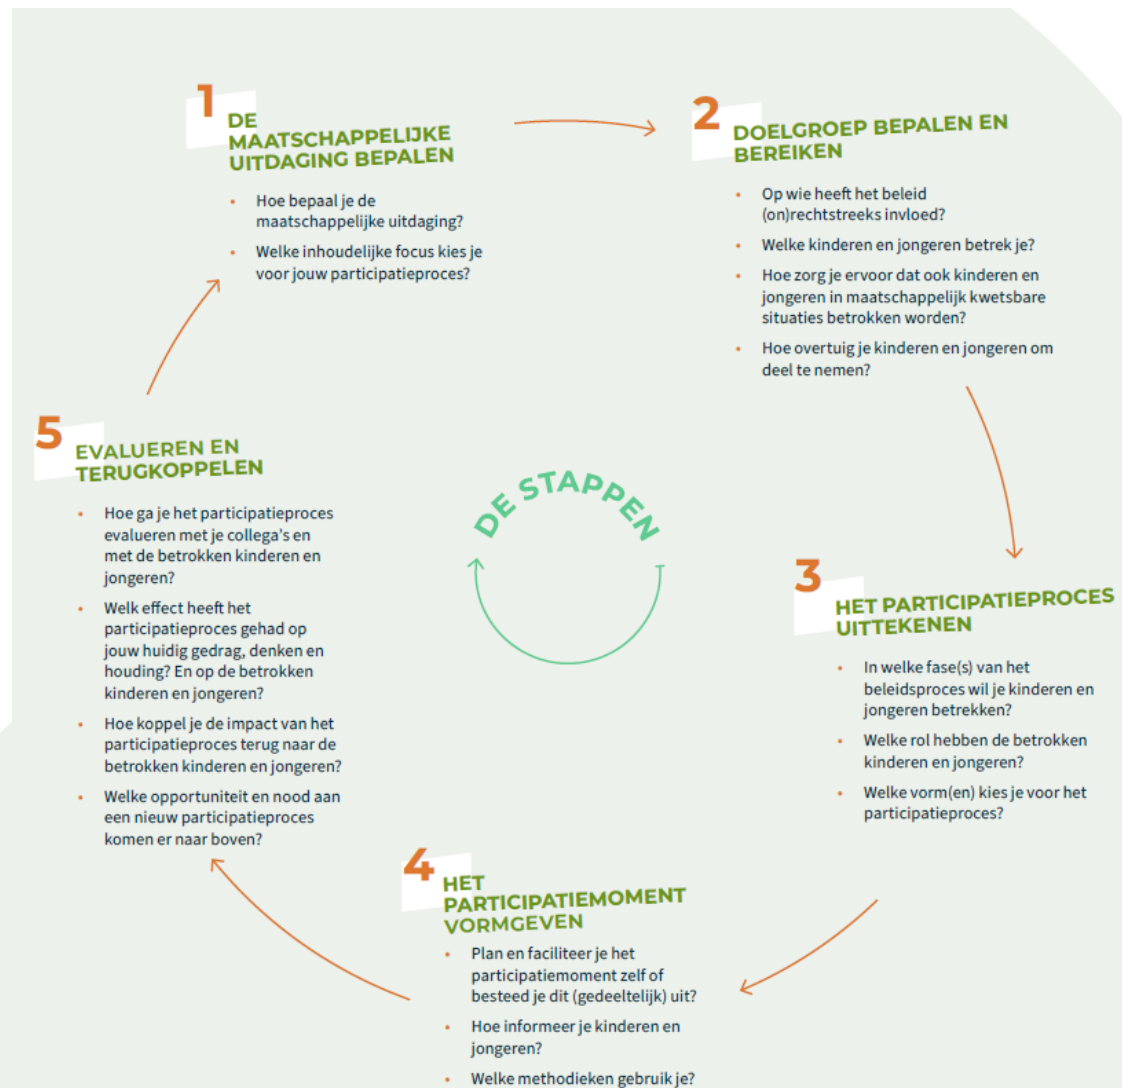 1
DE
MAATSCHAPPELIJKE
UITDAGING BEPALEN
• Hoe bepaal je de
maatschappelijke uitdaging?
• Welke inhoudelijke focus kies je
voor jouw participatieproces?
2
DOELGROEP BEPALEN EN
BEREIKEN
• Op wie heeft het beleid
(on)rechtstreeks invloed?
• Welke kinderen en jongeren betrek je?
• Hoe zorg je ervoor dat ook kinderen en
jongeren in maatschappelijk kwetsbare
situaties betrokken worden?
• Hoe overtuig je kinderen en jongeren om
deel te nemen?
DE STAPPEN
3
HET PARTICIPATIEPROCES
UITTEKENEN
• In welke fase(s) van het
beleidsproces wil je kinderen en
jongeren betrekken?
• Welke rol hebben de betrokken
kinderen en jongeren?
• Welke vorm(en) kies je voor het
participatieproces?
4
HET
PARTICIPATIEMOMENT
VORMGEVEN
• Plan en faciliteer je het
participatiemoment zelf of
besteed je dit (gedeeltelijk) uit?
• Hoe informeer je kinderen en
jongeren?
• Welke methodieken gebruik je?
5
EVALUEREN EN
TERUGKOPPELEN
• Hoe ga je het participatieproces
evalueren met je collega's en
met de betrokken kinderen en
jongeren?
• Welk effect heeft het
participatieproces gehad op
jouw huidig gedrag, denken en
houding? En op de betrokken
kinderen en jongeren?
• Hoe koppel je de impact van het
participatieproces terug naar de
betrokken kinderen en jongeren?
• Welke opportuniteit en nood aan
een nieuw participatieproces
komen er naar boven?